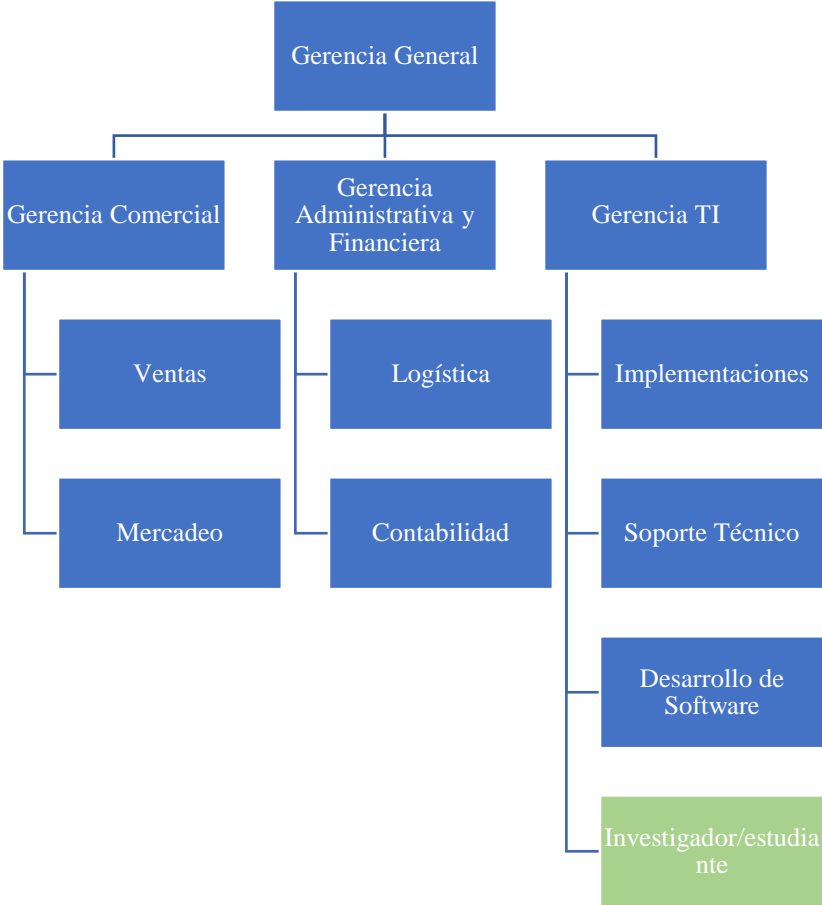 Gerencia General
Gerencia Comercial
Gerencia
Administrativa y
Financiera
Gerencia TI
Ventas
Mercadeo
Logística
Contabilidad
Implementaciones
Soporte Técnico
Desarrollo de
Software
Investigador/estudia
nte